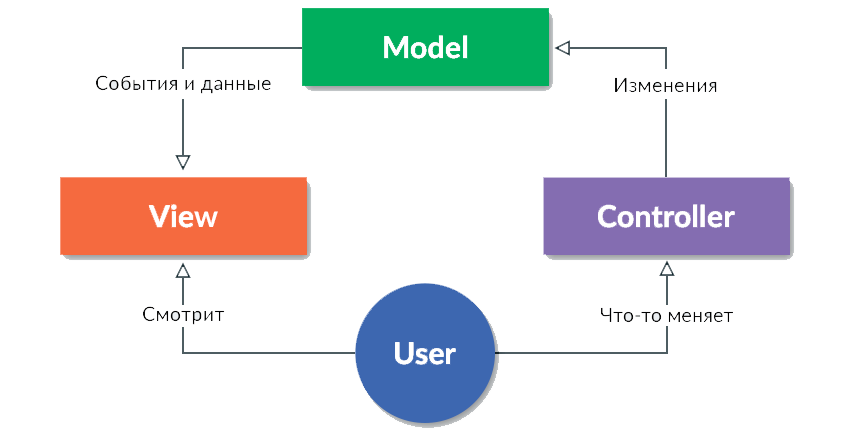 Model
События и данные
Изменения
View
Controller
Смотрит
Что-то меняет
User